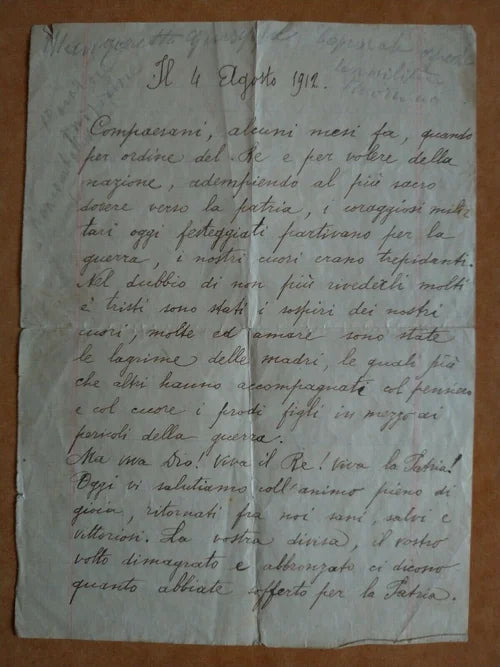 Il 4 Agosto 1912.
Compaesani, alcuni mesi fa, quando
per ordine del Re e per volere della
nazione, adempiendo al più sacro
dovere verso la patria, i coraggiosi mili-
tari oggi festeggiati partivano per la
guerra, i nostri cuori erano trepidanti.
Nel dubbio di non più rivederli molti
e tristi sono stati i sospiri dei nostri
cuori, molte ed amare sono state
le lagrime delle madri, le quali più
che altri hanno accompagnati col pensiero
e col cuore i prodi figli in mezzo ai
pericoli della guerra.
Ma viva Dio! Viva il Re! Viva la Patria!
Oggi vi salutiamo coll'animo pieno di
gioia, ritornati fra noi sani, salvi e
vittoriosi. La vostra divisa, il vostro
volto dimagrato e abbronzato ci dicono
quanto abbiate sofferto per la Patria.